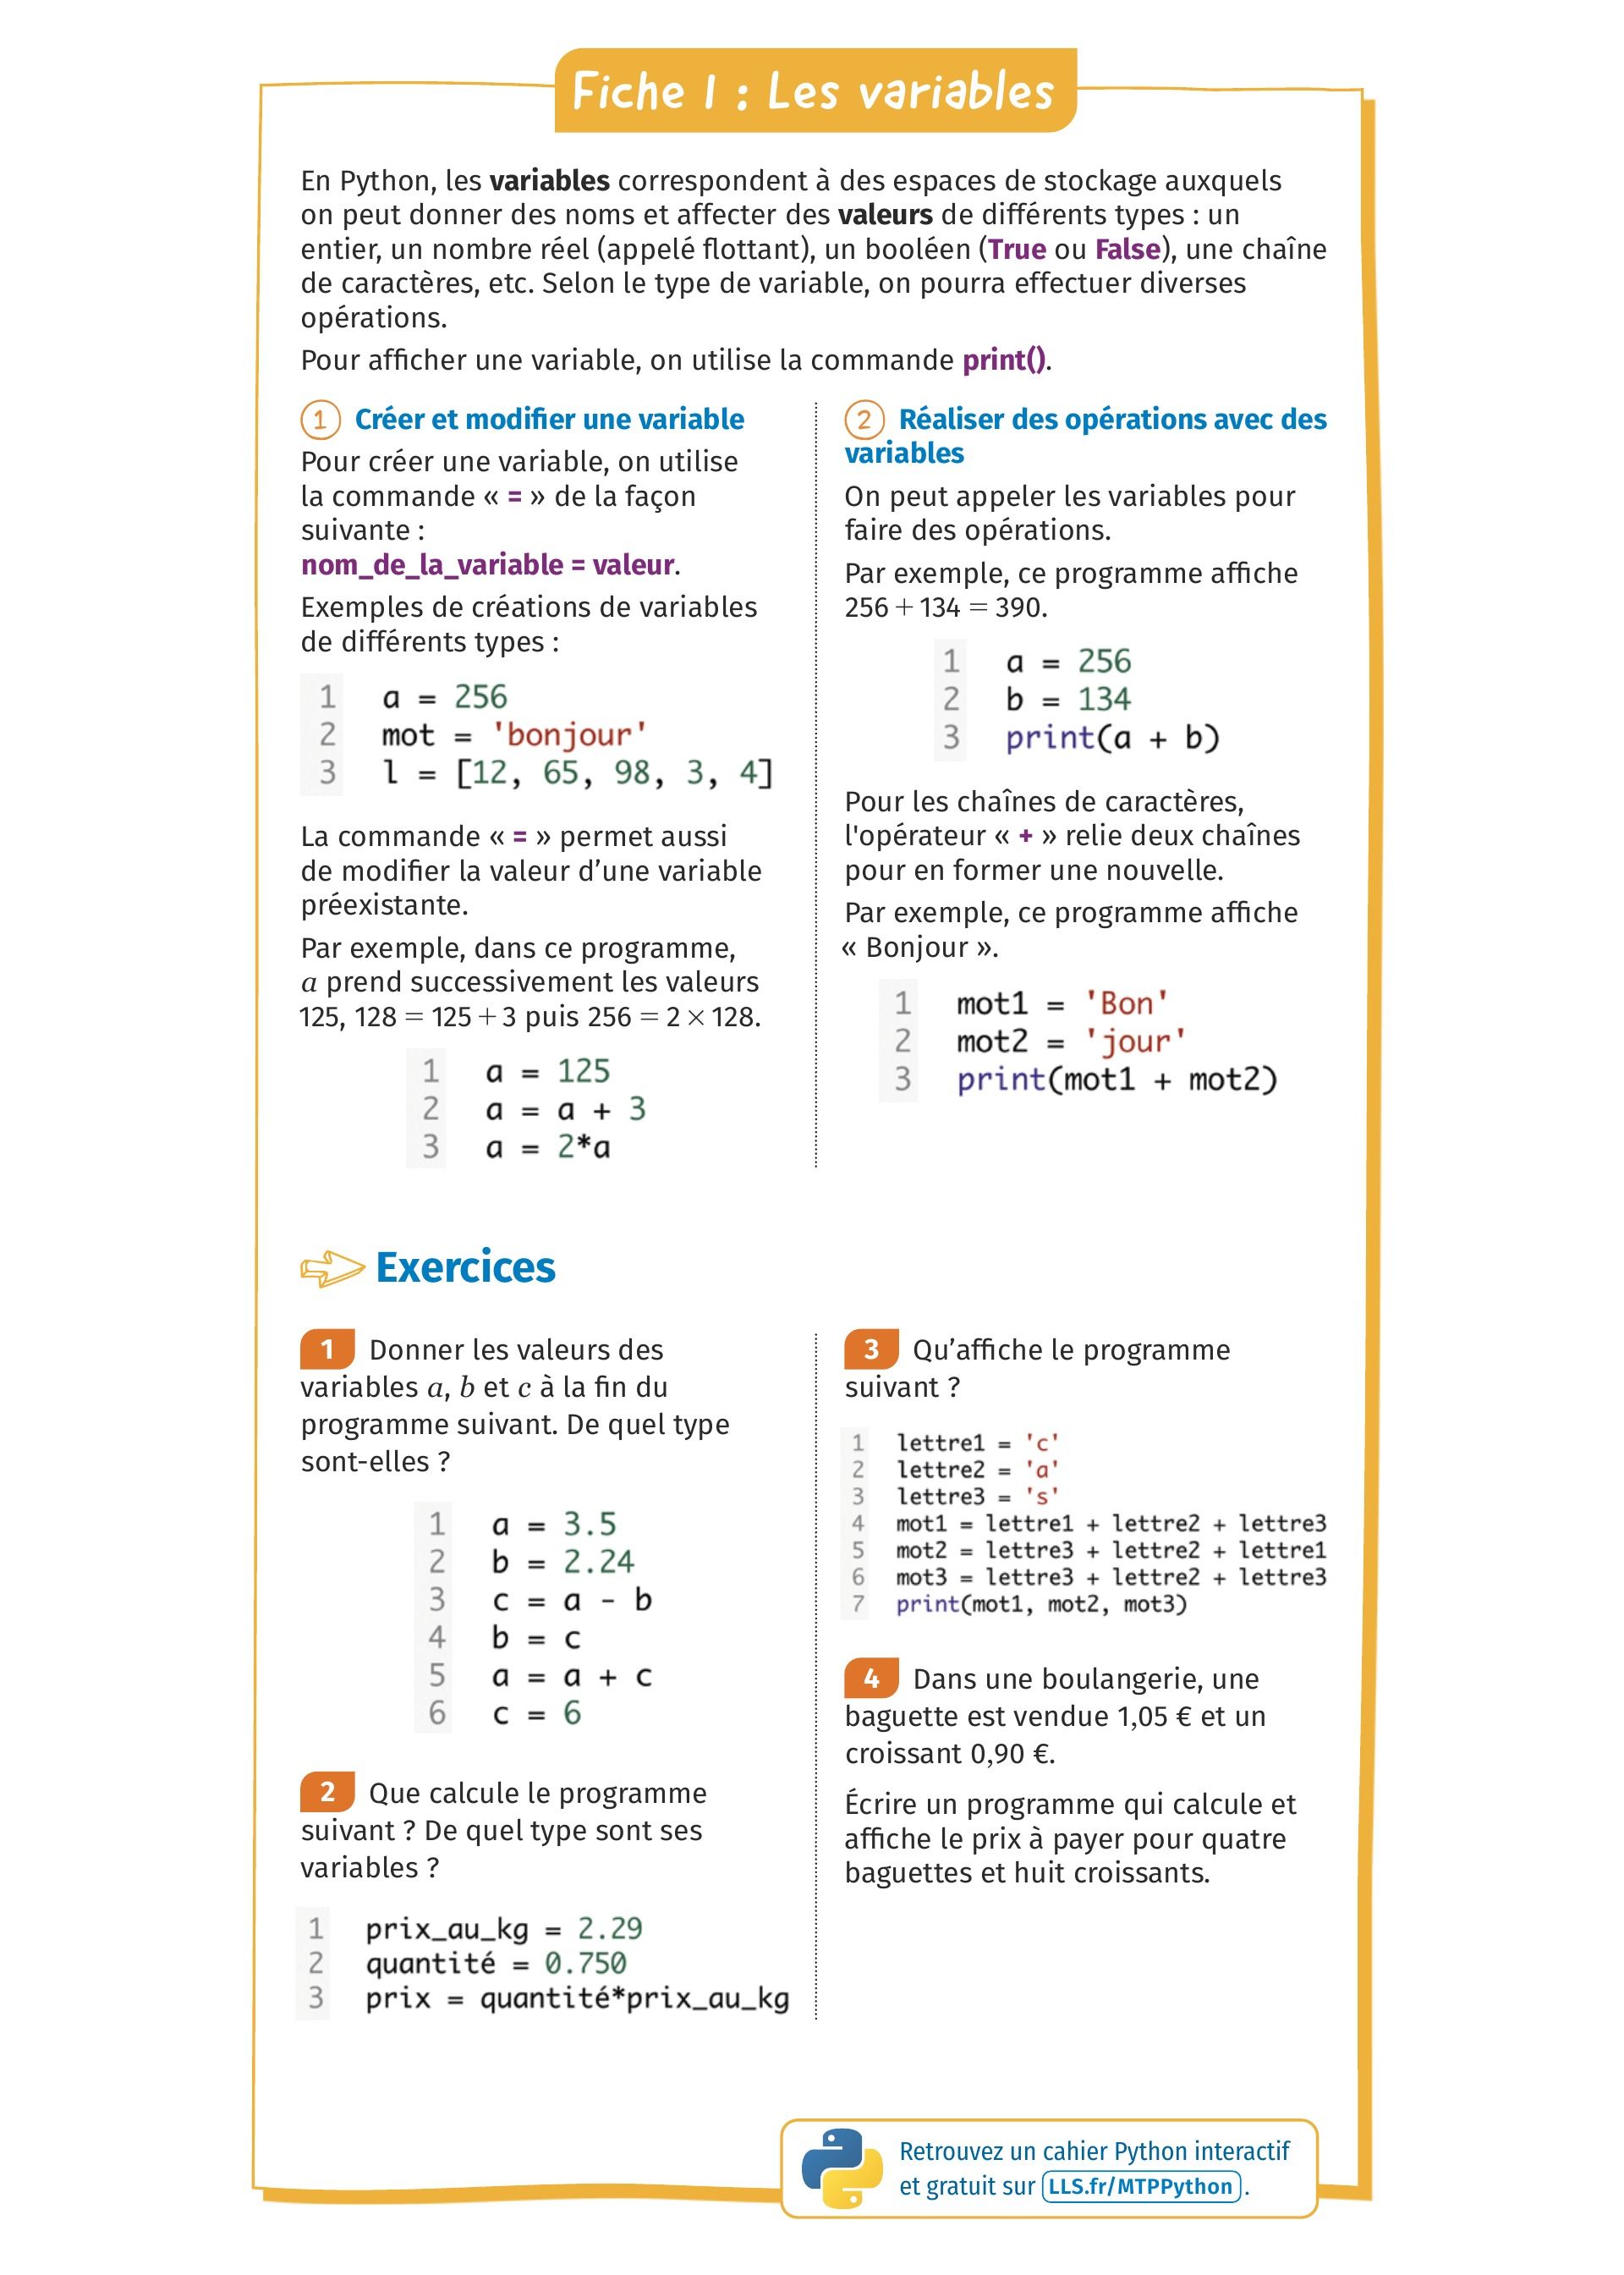 Fiche 1 : Les variables
En Python, les variables correspondent à des espaces de stockage auxquels
on peut donner des noms et affecter des valeurs de différents types : un
entier, un nombre réel (appelé flottant), un booléen (True ou False), une chaîne
de caractères, etc. Selon le type de variable, on pourra effectuer diverses
opérations.
Pour afficher une variable, on utilise la commande print().
1 Créer et modifier une variable
Pour créer une variable, on utilise
la commande « = » de la façon
suivante :
nom_de_la_variable = valeur.
Exemples de créations de variables
de différents types :
1 a = 256
2 mot = 'bonjour'
3 l = [12, 65, 98, 3, 4]
La commande « = » permet aussi
de modifier la valeur d’une variable
préexistante.
Par exemple, dans ce programme,
a prend successivement les valeurs
125, 128 = 125 + 3 puis 256 = 2 × 128.
1 a = 125
2 a = a + 3
3 a = 2*a
2 Réaliser des opérations avec des
variables
On peut appeler les variables pour
faire des opérations.
Par exemple, ce programme affiche
256 + 134 = 390.
1 a = 256
2 b = 134
3 print(a + b)
Pour les chaînes de caractères,
l'opérateur « + » relie deux chaînes
pour en former une nouvelle.
Par exemple, ce programme affiche
« Bonjour ».
1 mot1 = 'Bon'
2 mot2 = 'jour'
3 print(mot1 + mot2)
Exercices
1 Donner les valeurs des
variables a, b et c à la fin du
programme suivant. De quel type
sont-elles ?
1 a = 3.5
2 b = 2.24
3 c = a - b
4 b = c
5 a = a + c
6 c = 6
2 Que calcule le programme
suivant ? De quel type sont ses
variables ?
1 prix_au_kg = 2.29
2 quantité = 0.750
3 prix = quantité*prix_au_kg
3 Qu’affiche le programme
suivant ?
1 lettre1 = 'c'
2 lettre2 = 'a'
3 lettre3 = 's'
4 mot1 = lettre1 + lettre2 + lettre3
5 mot2 = lettre3 + lettre2 + lettre1
6 mot3 = lettre3 + lettre2 + lettre3
7 print(mot1, mot2, mot3)
4 Dans une boulangerie, une
baguette est vendue 1,05 € et un
croissant 0,90 €.
Écrire un programme qui calcule et
affiche le prix à payer pour quatre
baguettes et huit croissants.
Retrouvez un cahier Python interactif
et gratuit sur LLS.fr/MTPPython.